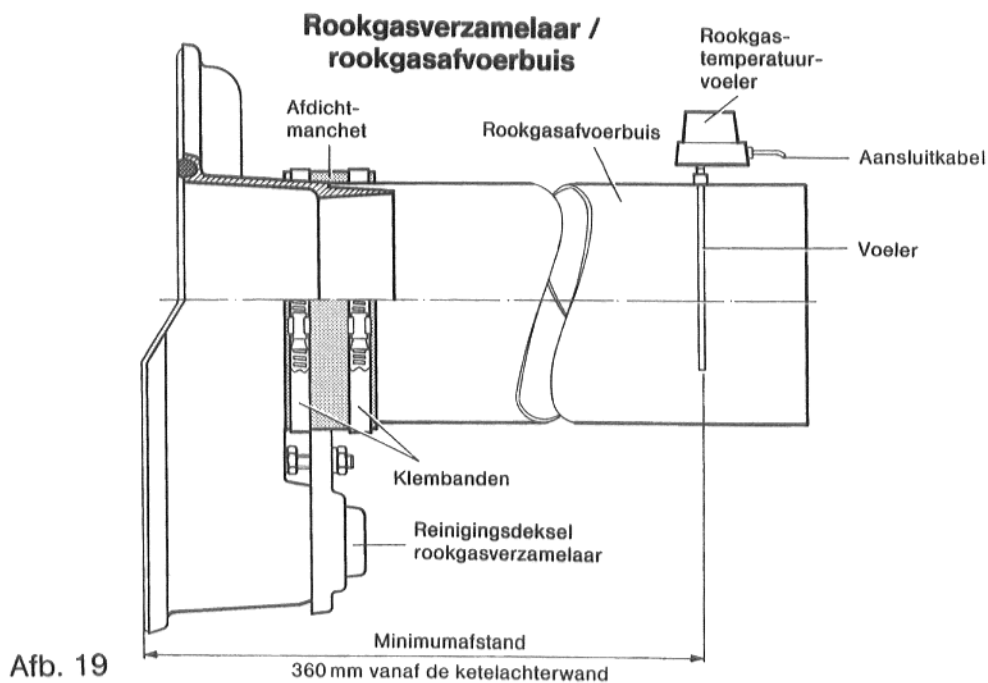 Rookgasverzamelaar /
rookgasafvoerbuis
Rookgas-
temperatuur-
voeler
Afdicht-
manchet
Rookgasafvoerbuis
Aansluitkabel
Voeler
Klembanden
Reinigingsdeksel
rookgasverzamelaar
Minimumafstand
360 mm vanaf de ketelachterwand
Afb. 19